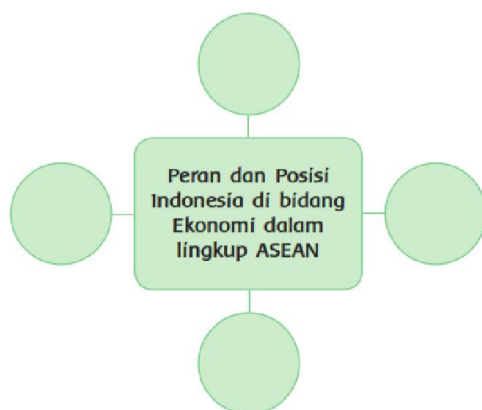 Peran dan Posisi
Indonesia di bidang
Ekonomi dalam
lingkup ASEAN